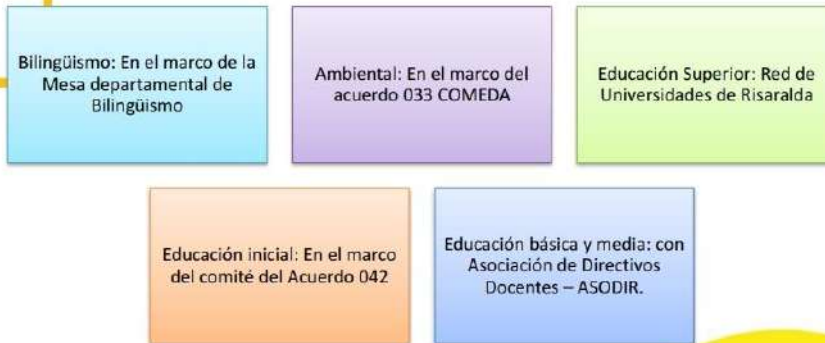 Bilingüismo: En el marco de la
Mesa departamental de
Bilingüismo
Ambiental: En el marco del
acuerdo 033 COMEDA
Educación Superior: Red de
Universidades de Risaralda
Educación inicial: En el marco
del comité del Acuerdo 042
Educación básica y media: con
Asociación de Directivos
Docentes – ASODIR.